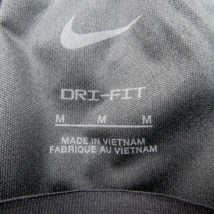 DRI-FIT
M M M
MADE IN VIETNAM
FABRIQUE AU VIETNAM